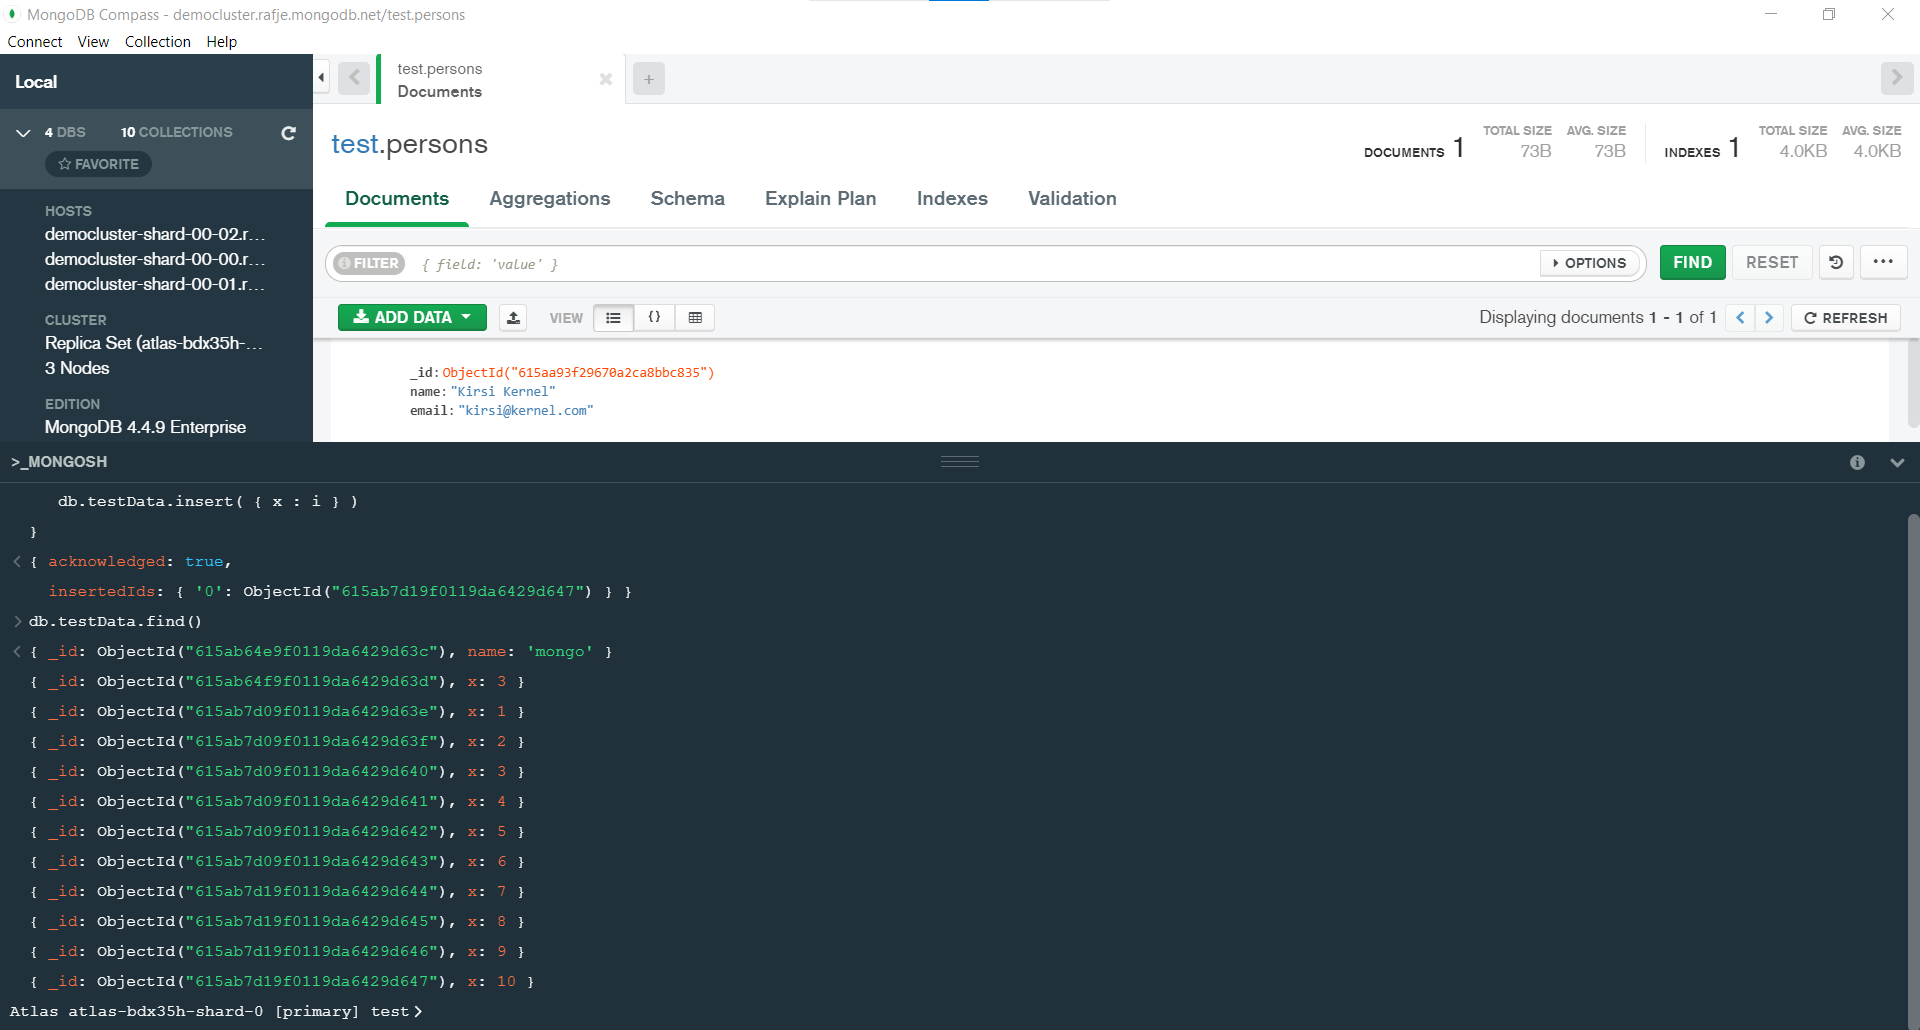 MongoDB Compass - democluster.rafje.mongodb.net/test.persons
Connect View Collection Help
Local
4 DBS 10 COLLECTIONS
FAVORITE
HOSTS
democluster-shard-00-02.r...
democluster-shard-00-00.r...
democluster-shard-00-01.r...
CLUSTER
Replica Set (atlas-bdx35h-...
3 Nodes
EDITION
MongoDB 4.4.9 Enterprise
test.persons
Documents
+
test.persons
DOCUMENTS 1 TOTAL SIZE 73B AVG. SIZE 73B INDEXES 1 TOTAL SIZE 4.0KB AVG. SIZE 4.0KB
Documents Aggregations Schema Explain Plan Indexes Validation
FILTER { field: 'value' } OPTIONS FIND RESET ...
ADD DATA VIEW {} Displaying documents 1 - 1 of 1 REFRESH
_id: ObjectId("615aa93f29670a2ca8bbc835")
name: "Kirsi Kernel"
email: "kirsi@kernel.com"
>_MONGOSH
db.testData.insert( { x : i } )
}
< { acknowledged: true,
insertedIds: { '0': ObjectId("615ab7d19f0119da6429d647") } }
> db.testData.find()
< { _id: ObjectId("615ab64e9f0119da6429d63c"), name: 'mongo' }
{ _id: ObjectId("615ab64f9f0119da6429d63d"), x: 3 }
{ _id: ObjectId("615ab7d09f0119da6429d63e"), x: 1 }
{ _id: ObjectId("615ab7d09f0119da6429d63f"), x: 2 }
{ _id: ObjectId("615ab7d09f0119da6429d640"), x: 3 }
{ _id: ObjectId("615ab7d09f0119da6429d641"), x: 4 }
{ _id: ObjectId("615ab7d09f0119da6429d642"), x: 5 }
{ _id: ObjectId("615ab7d09f0119da6429d643"), x: 6 }
{ _id: ObjectId("615ab7d19f0119da6429d644"), x: 7 }
{ _id: ObjectId("615ab7d19f0119da6429d645"), x: 8 }
{ _id: ObjectId("615ab7d19f0119da6429d646"), x: 9 }
{ _id: ObjectId("615ab7d19f0119da6429d647"), x: 10 }
Atlas atlas-bdx35h-shard-0 [primary] test>